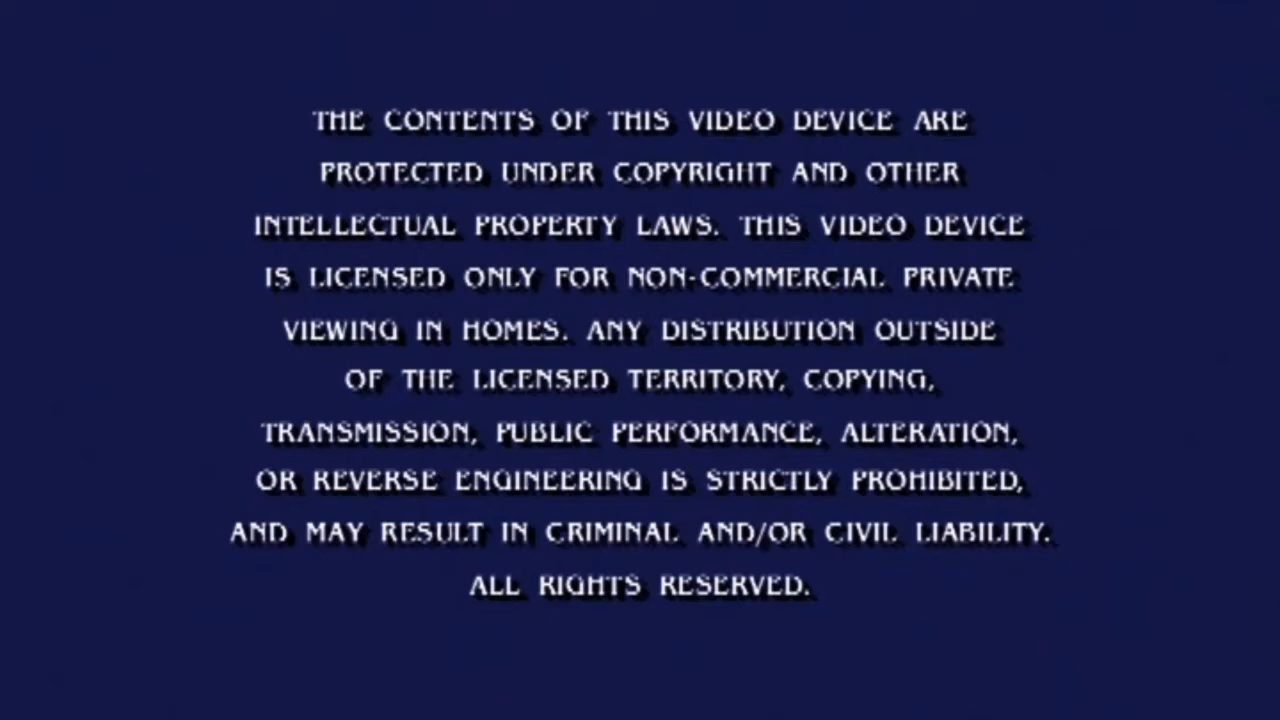 THE CONTENTS OF THIS VIDEO DEVICE ARE
PROTECTED UNDER COPYRIGHT AND OTHER
INTELLECTUAL PROPERTY LAWS. THIS VIDEO DEVICE
IS LICENSED ONLY FOR NON-COMMERCIAL PRIVATE
VIEWING IN HOMES. ANY DISTRIBUTION OUTSIDE
OF THE LICENSED TERRITORY, COPYING,
TRANSMISSION, PUBLIC PERFORMANCE, ALTERATION,
OR REVERSE ENGINEERING IS STRICTLY PROHIBITED,
AND MAY RESULT IN CRIMINAL AND/OR CIVIL LIABILITY.
ALL RIGHTS RESERVED.